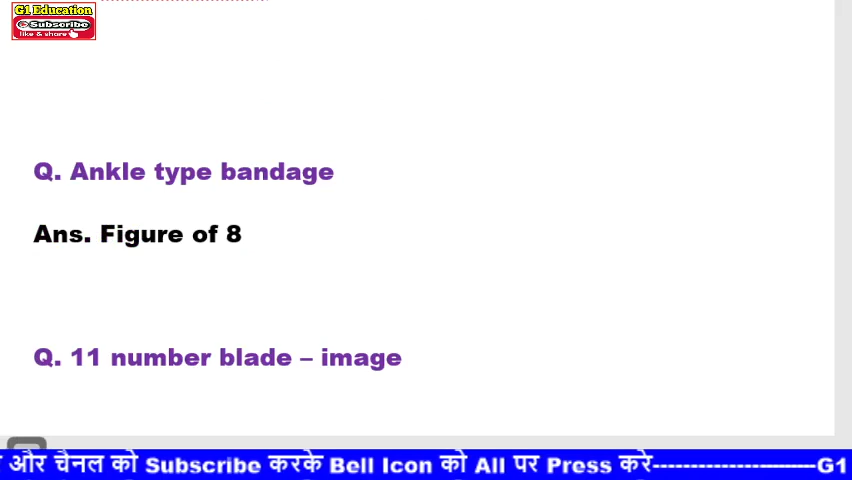 G1 Education
Subscribe
like & share
Q. Ankle type bandage
Ans. Figure of 8
Q. 11 number blade – image
और चैनल को Subscribe करके Bell Icon को All पर Press करे--------------------------G1